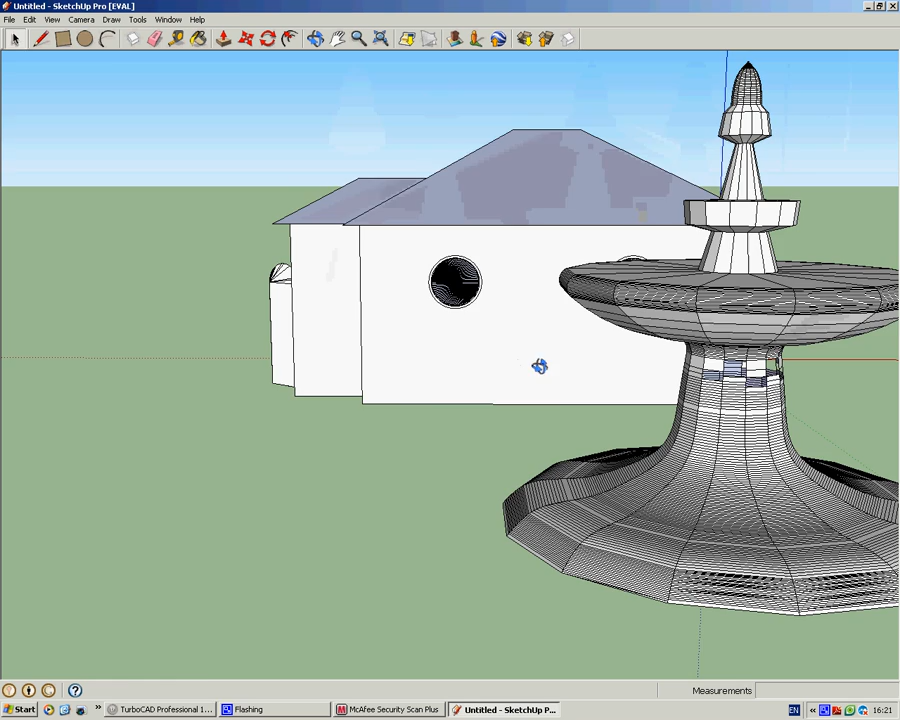 Untitled - SketchUp Pro [EVAL]
File Edit View Camera Draw Tools Window Help
Measurements
Start » TurboCAD Professional 1... Flashing McAfee Security Scan Plus Untitled - SketchUp P... EN « 16:21